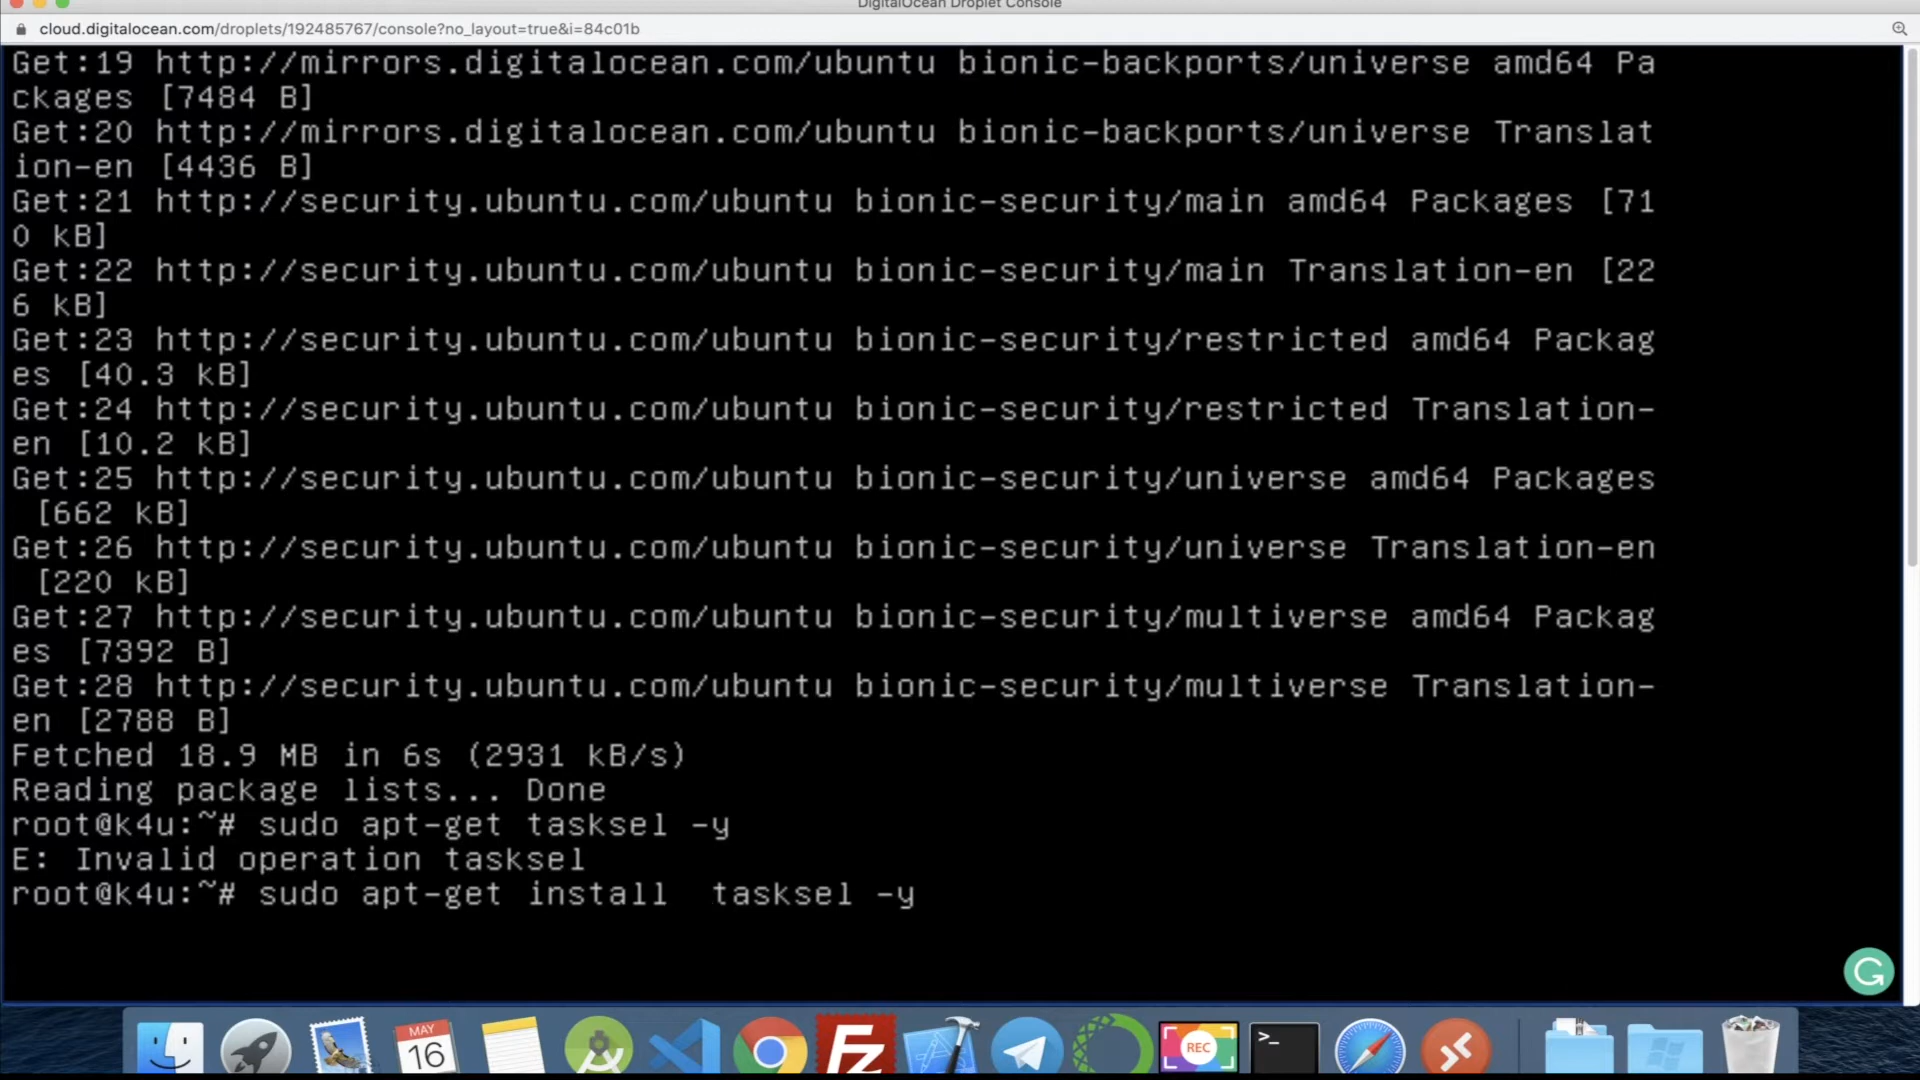 DigitalOcean Droplet Console
cloud.digitalocean.com/droplets/192485767/console?no_layout=true&i=84c01b
Get:19 http://mirrors.digitalocean.com/ubuntu bionic-backports/universe amd64 Pa
ckages [7484 B]
Get:20 http://mirrors.digitalocean.com/ubuntu bionic-backports/universe Translat
ion-en [4436 B]
Get:21 http://security.ubuntu.com/ubuntu bionic-security/main amd64 Packages [71
0 kB]
Get:22 http://security.ubuntu.com/ubuntu bionic-security/main Translation-en [22
6 kB]
Get:23 http://security.ubuntu.com/ubuntu bionic-security/restricted amd64 Packag
es [40.3 kB]
Get:24 http://security.ubuntu.com/ubuntu bionic-security/restricted Translation-
en [10.2 kB]
Get:25 http://security.ubuntu.com/ubuntu bionic-security/universe amd64 Packages
 [662 kB]
Get:26 http://security.ubuntu.com/ubuntu bionic-security/universe Translation-en
 [220 kB]
Get:27 http://security.ubuntu.com/ubuntu bionic-security/multiverse amd64 Packag
es [7392 B]
Get:28 http://security.ubuntu.com/ubuntu bionic-security/multiverse Translation-
en [2788 B]
Fetched 18.9 MB in 6s (2931 kB/s)
Reading package lists... Done
root@k4u:~# sudo apt-get tasksel -y
E: Invalid operation tasksel
root@k4u:~# sudo apt-get install  tasksel -y
MAY
16
Fz
REC
>_